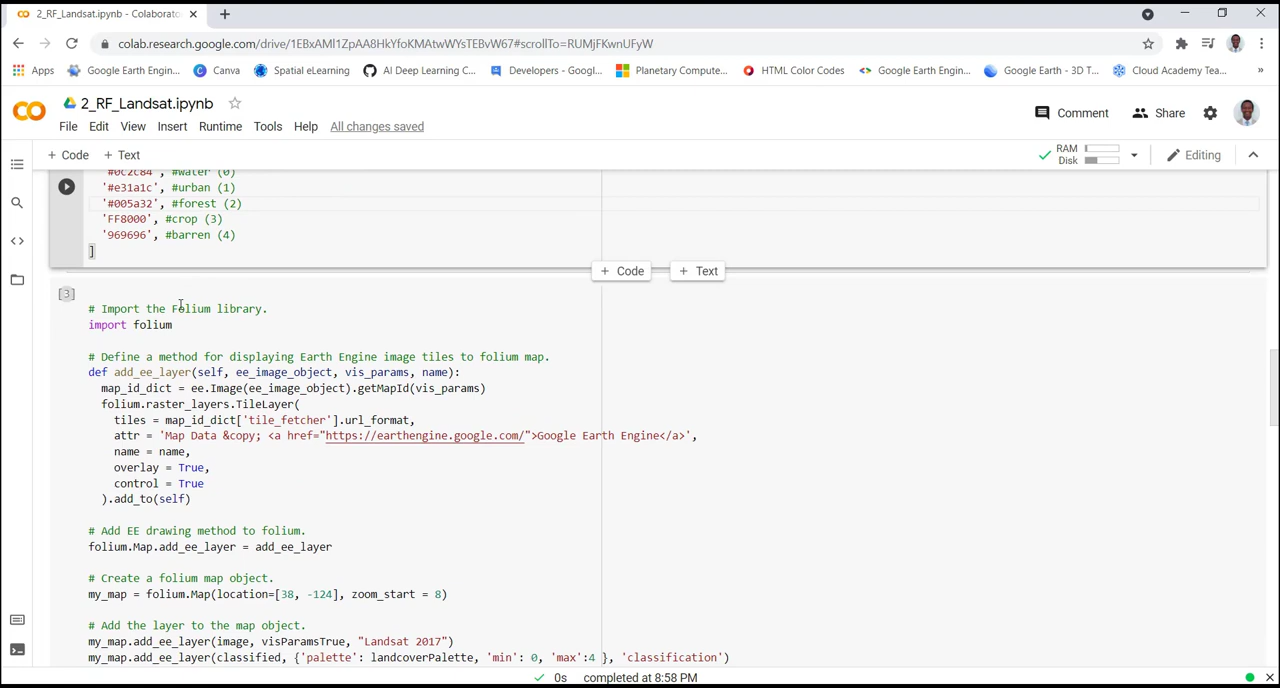 2_RF_Landsat.ipynb - Colaborato
colab.research.google.com/drive/1EBxAMl1ZpAA8HkYfoKMAtwWYsTEBvW67#scrollTo=RUMjFKwnUFyW
Apps Google Earth Engin... Canva Spatial eLearning AI Deep Learning C... Developers - Googl... Planetary Compute... HTML Color Codes Google Earth Engin... Google Earth - 3D T... Cloud Academy Tea... »
2_RF_Landsat.ipynb
Comment Share
File Edit View Insert Runtime Tools Help All changes saved
+ Code + Text
RAM
Disk
Editing
'#0c2c84', #water (0)
'#e31a1c', #urban (1)
'#005a32', #forest (2)
'FF8000', #crop (3)
'969696', #barren (4)
]
+ Code + Text
[3]
# Import the Folium library.
import folium
# Define a method for displaying Earth Engine image tiles to folium map.
def add_ee_layer(self, ee_image_object, vis_params, name):
map_id_dict = ee.Image(ee_image_object).getMapId(vis_params)
folium.raster_layers.TileLayer(
tiles = map_id_dict['tile_fetcher'].url_format,
attr = 'Map Data &copy; <a href="https://earthengine.google.com/">Google Earth Engine</a>',
name = name,
overlay = True,
control = True
).add_to(self)
# Add EE drawing method to folium.
folium.Map.add_ee_layer = add_ee_layer
# Create a folium map object.
my_map = folium.Map(location=[38, -124], zoom_start = 8)
# Add the layer to the map object.
my_map.add_ee_layer(image, visParamsTrue, "Landsat 2017")
my_map.add_ee_layer(classified, {'palette': landcoverPalette, 'min': 0, 'max':4 }, 'classification')
0s completed at 8:58 PM